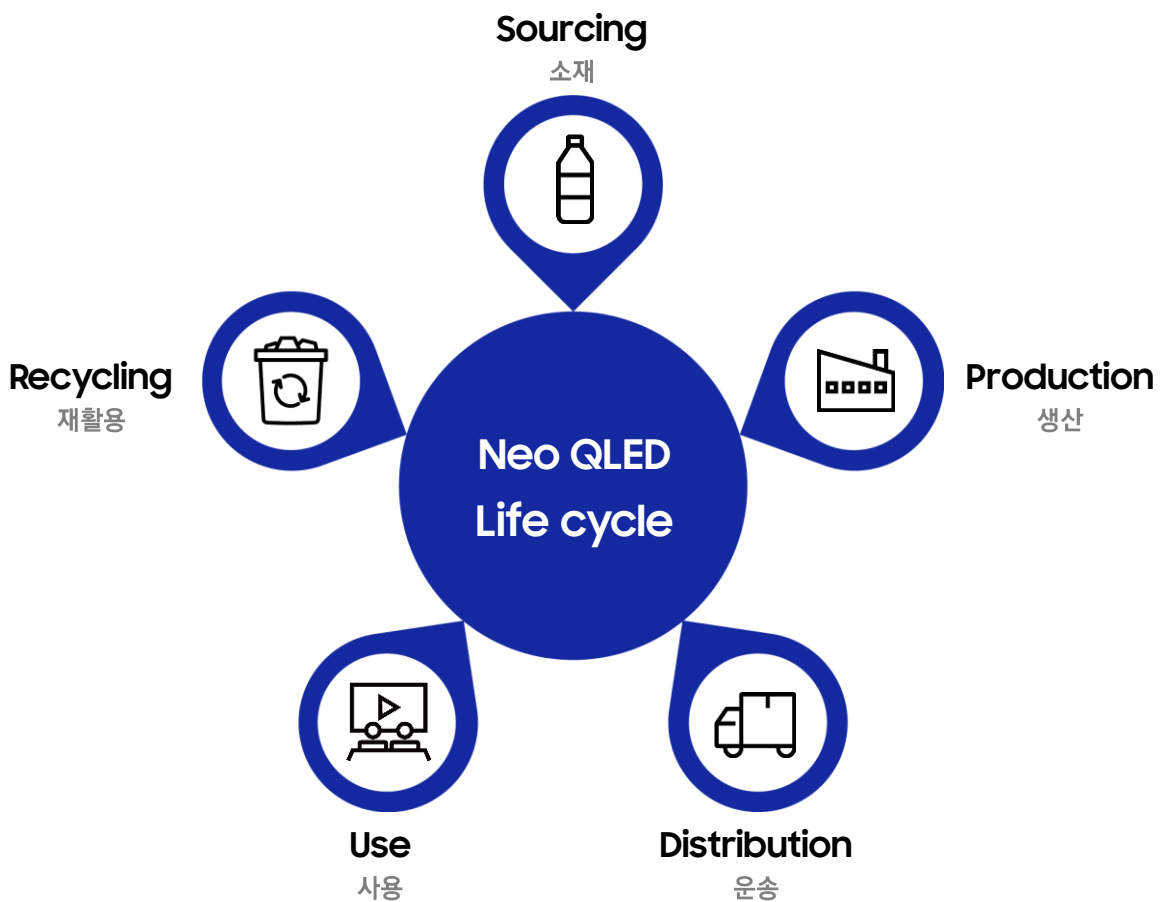 Sourcing
소재
Recycling
재활용
Production
생산
Neo QLED
Life cycle
Use
사용
Distribution
운송